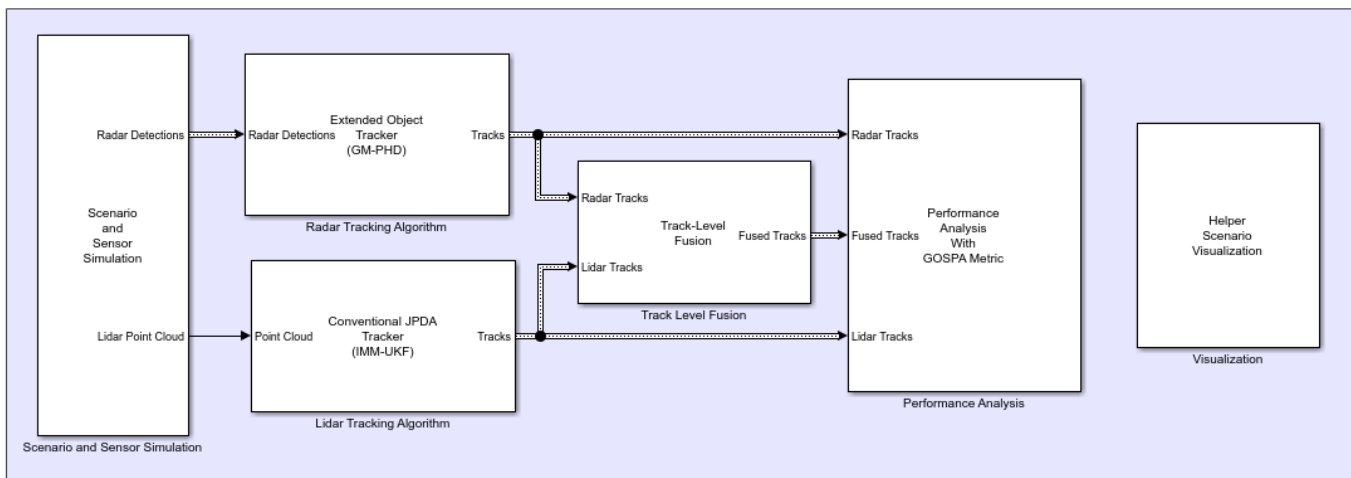 Radar Detections
Scenario
and
Sensor
Simulation
Lidar Point Cloud
Scenario and Sensor Simulation
Radar Detections
Extended Object
Tracker
(GM-PHD)
Tracks
Radar Tracking Algorithm
Point Cloud
Conventional JPDA
Tracker
(IMM-UKF)
Tracks
Lidar Tracking Algorithm
Radar Tracks
Track-Level
Fusion
Fused Tracks
Lidar Tracks
Track Level Fusion
Radar Tracks
Fused Tracks
Performance
Analysis
With
GOSPA Metric
Lidar Tracks
Performance Analysis
Helper
Scenario
Visualization
Visualization